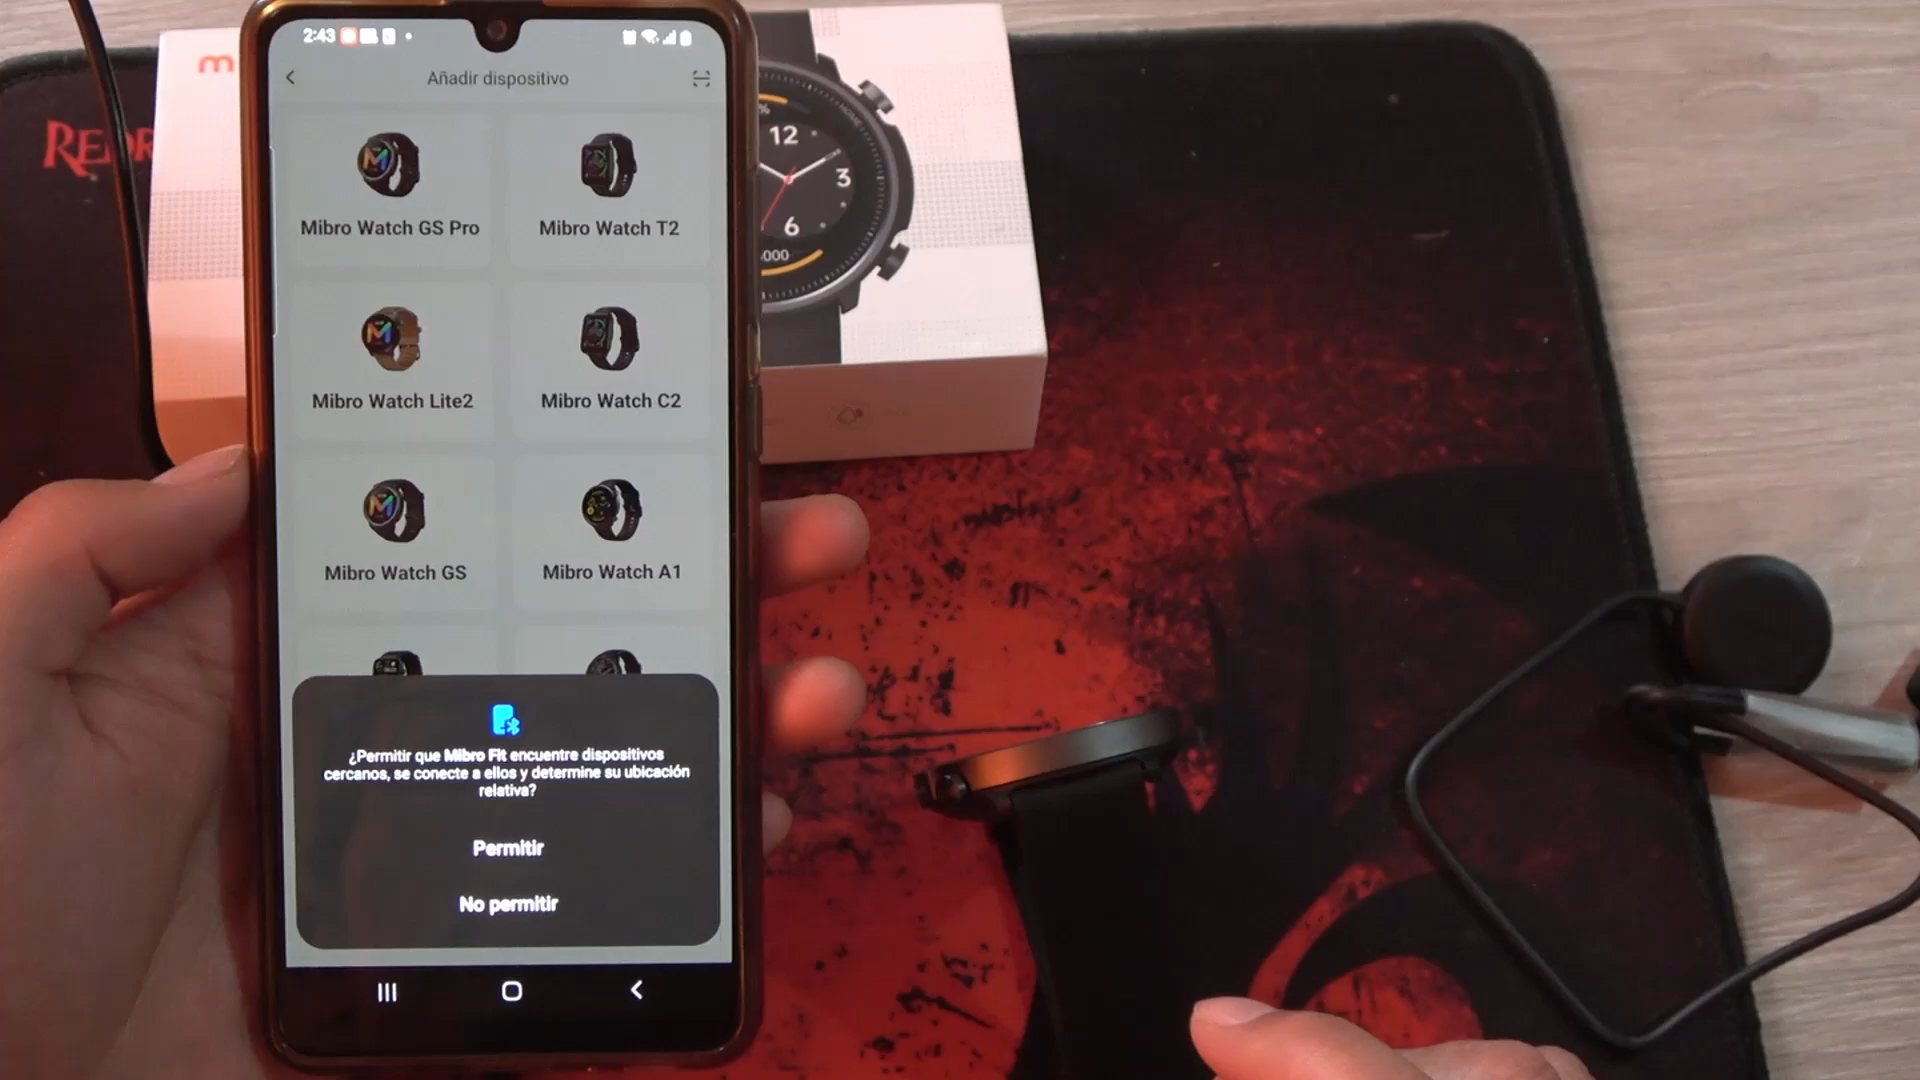 2:43
Añadir dispositivo
Mibro Watch GS Pro
Mibro Watch T2
Mibro Watch Lite2
Mibro Watch C2
Mibro Watch GS
Mibro Watch A1
¿Permitir que Mibro Fit encuentre dispositivos
cercanos, se conecte a ellos y determine su ubicación
relativa?
Permitir
No permitir
m
12
3
6